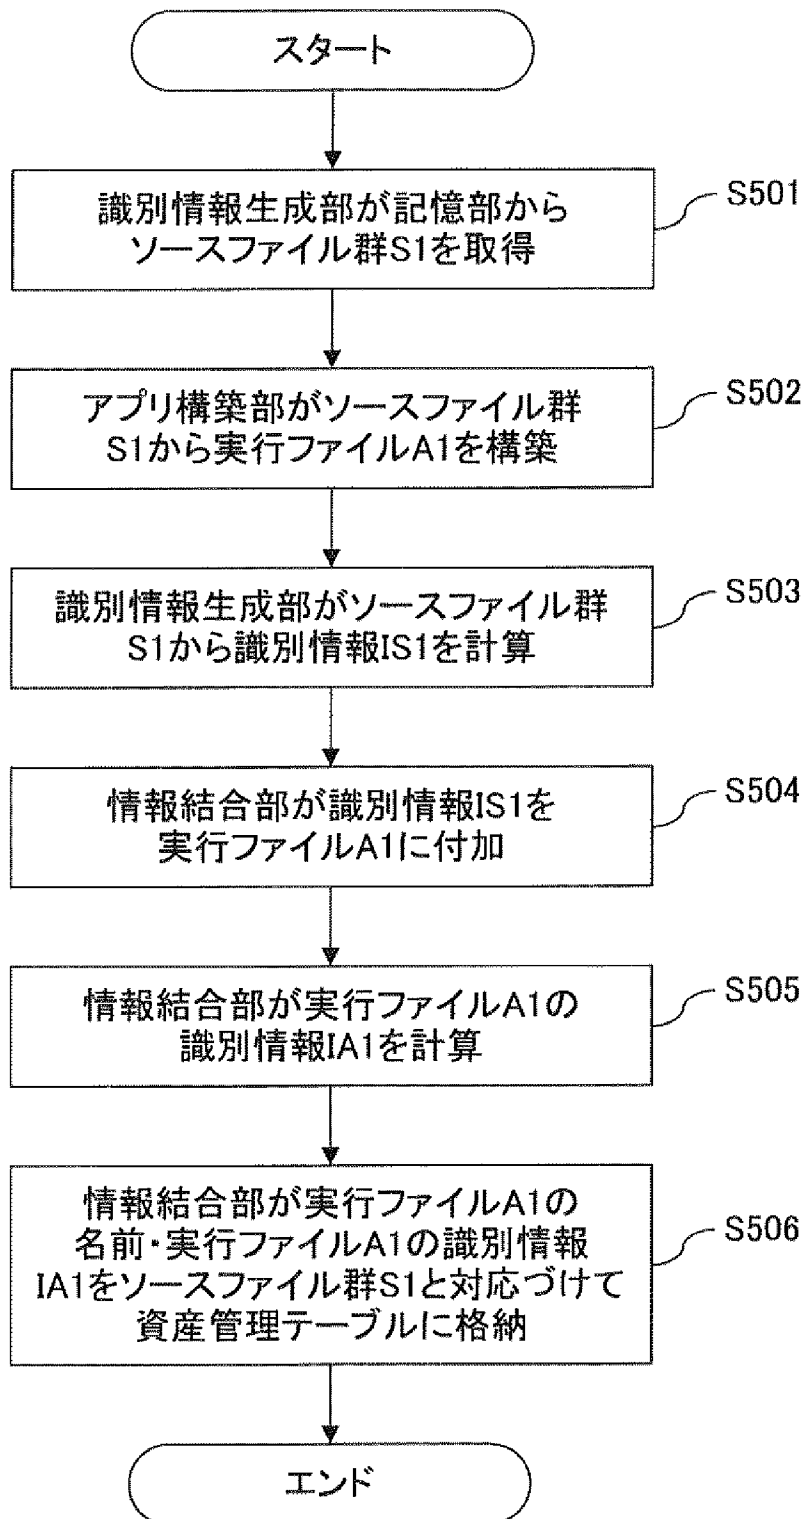 スタート
識別情報生成部が記憶部から
ソースファイル群S1を取得
S501
アプリ構築部がソースファイル群
S1から実行ファイルA1を構築
S502
識別情報生成部がソースファイル群
S1から識別情報IS1を計算
S503
情報結合部が識別情報IS1を
実行ファイルA1に付加
S504
情報結合部が実行ファイルA1の
識別情報IA1を計算
S505
情報結合部が実行ファイルA1の
名前・実行ファイルA1の識別情報
IA1をソースファイル群S1と対応づけて
資産管理テーブルに格納
S506
エンド